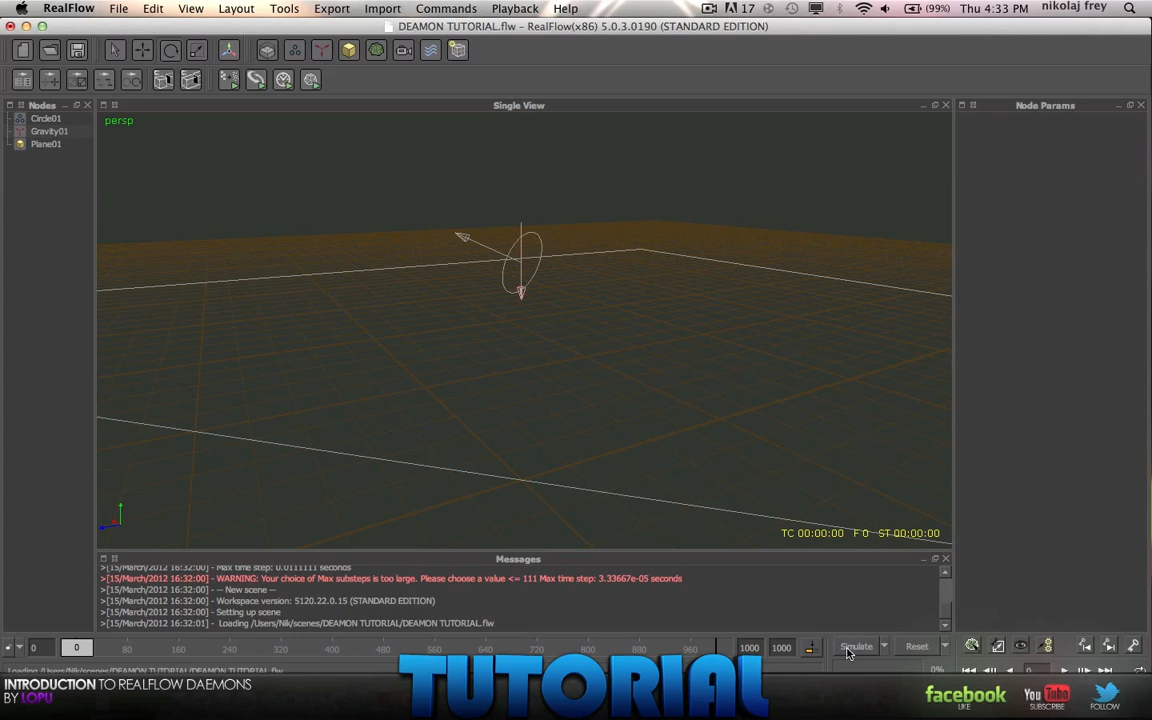 RealFlow File Edit View Layout Tools Export Import Commands Playback Help 17 (99%) Thu 4:33 PM nikolaj frey
DEAMON TUTORIAL.flw - RealFlow(x86) 5.0.3.0190 (STANDARD EDITION)
Nodes
Single View
Node Params
Circle01
Gravity01
Plane01
persp
TC 00:00:00 F 0 ST 00:00:00
Messages
>[15/March/2012 16:32:00] - Max time step: 0.0111111 seconds
>[15/March/2012 16:32:00] - WARNING: Your choice of Max substeps is too large. Please choose a value <= 111 Max time step: 3.33667e-05 seconds
>[15/March/2012 16:32:00] - -- New scene --
>[15/March/2012 16:32:00] - Workspace version: 5120.22.0.15 (STANDARD EDITION)
>[15/March/2012 16:32:00] - Setting up scene
>[15/March/2012 16:32:01] - Loading /Users/Nik/scenes/DEAMON TUTORIAL/DEAMON TUTORIAL.flw
0 0 80 160 240 320 400 480 560 640 720 800 880 960 1000 1000 Simulate Reset
Loading /Users/Nik/scenes/DEAMON TUTORIAL/DEAMON TUTORIAL.flw
0% 0
INTRODUCTION TO REALFLOW DAEMONS
BY LOPU
TUTORIAL
facebook
LIKE
YouTube
SUBSCRIBE
FOLLOW